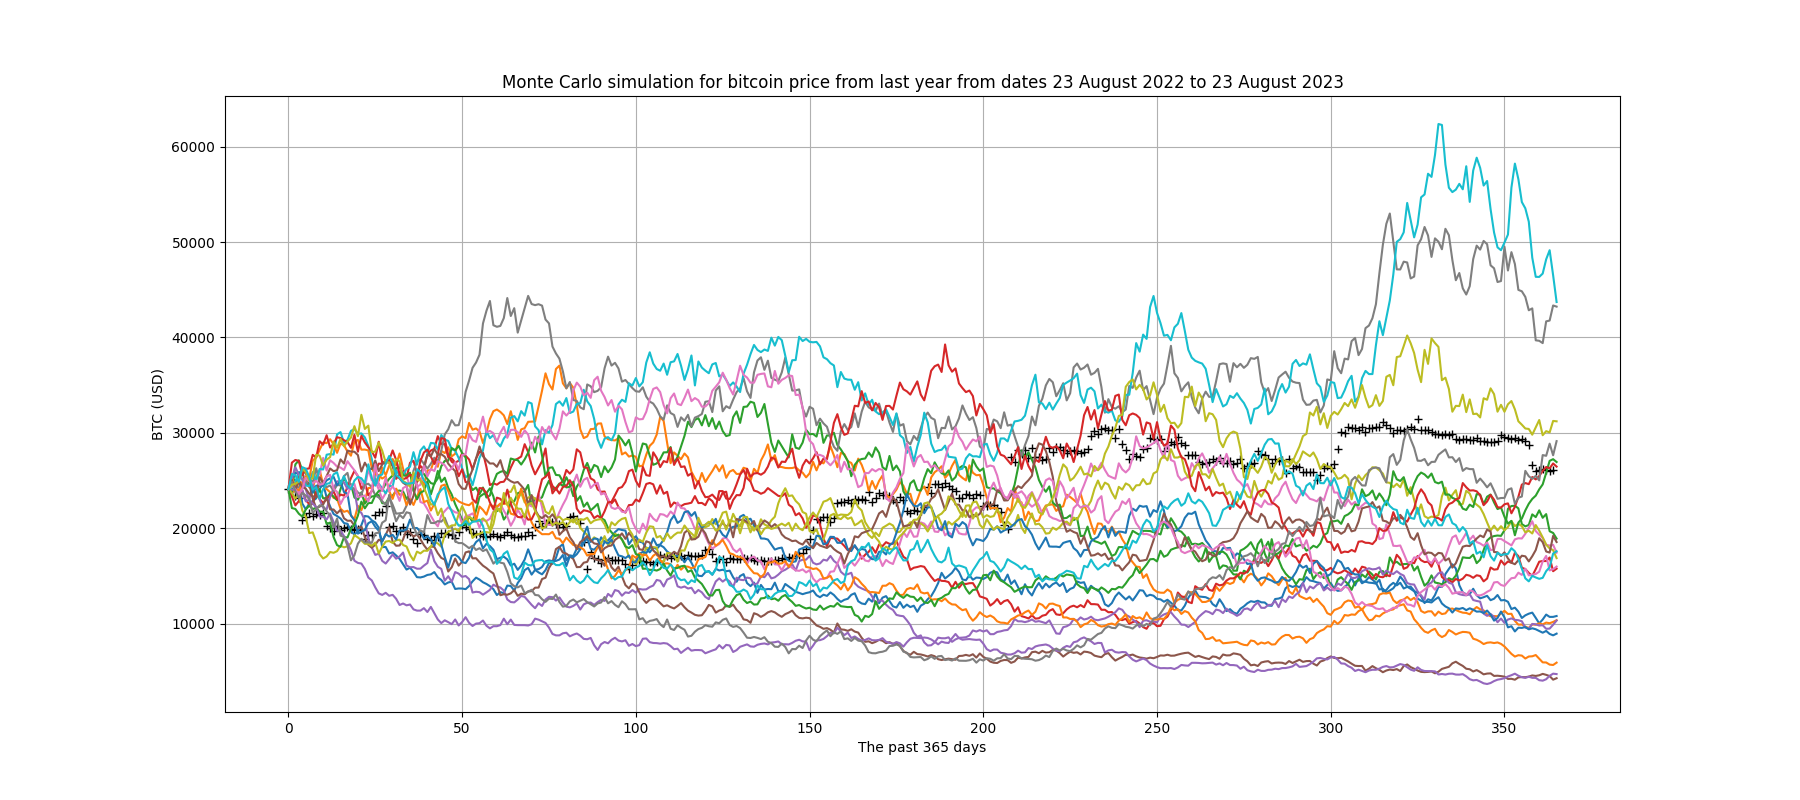 Monte Carlo simulation for bitcoin price from last year from dates 23 August 2022 to 23 August 2023
60000
50000
40000
30000
20000
10000
BTC (USD)
0 50 100 150 200 250 300 350
The past 365 days